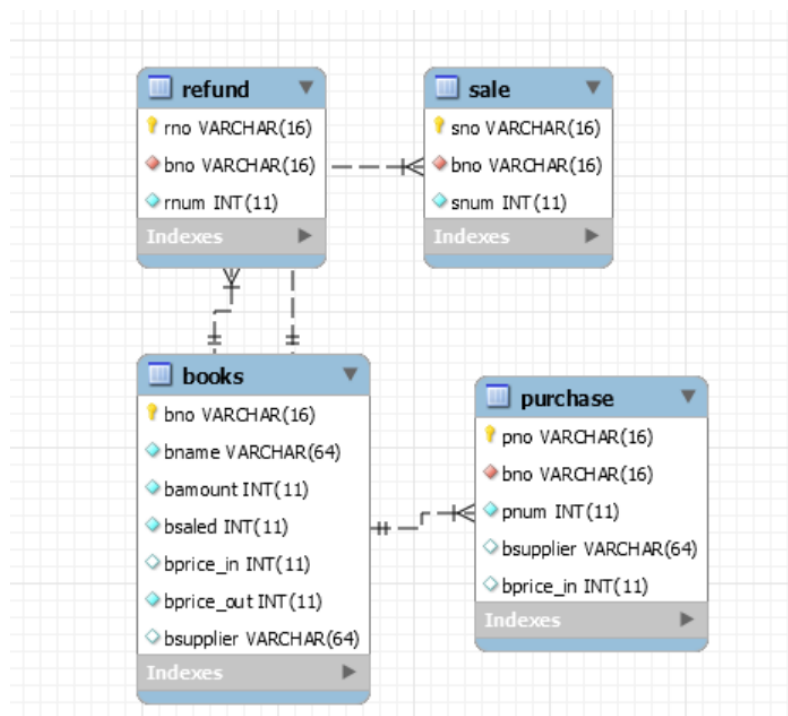 refund
rno VARCHAR(16)
bno VARCHAR(16)
rnum INT(11)
Indexes
sale
sno VARCHAR(16)
bno VARCHAR(16)
snum INT(11)
Indexes
books
bno VARCHAR(16)
bname VARCHAR(64)
bamount INT(11)
bsaled INT(11)
bprice_in INT(11)
bprice_out INT(11)
bsupplier VARCHAR(64)
Indexes
purchase
pno VARCHAR(16)
bno VARCHAR(16)
pnum INT(11)
bsupplier VARCHAR(64)
bprice_in INT(11)
Indexes